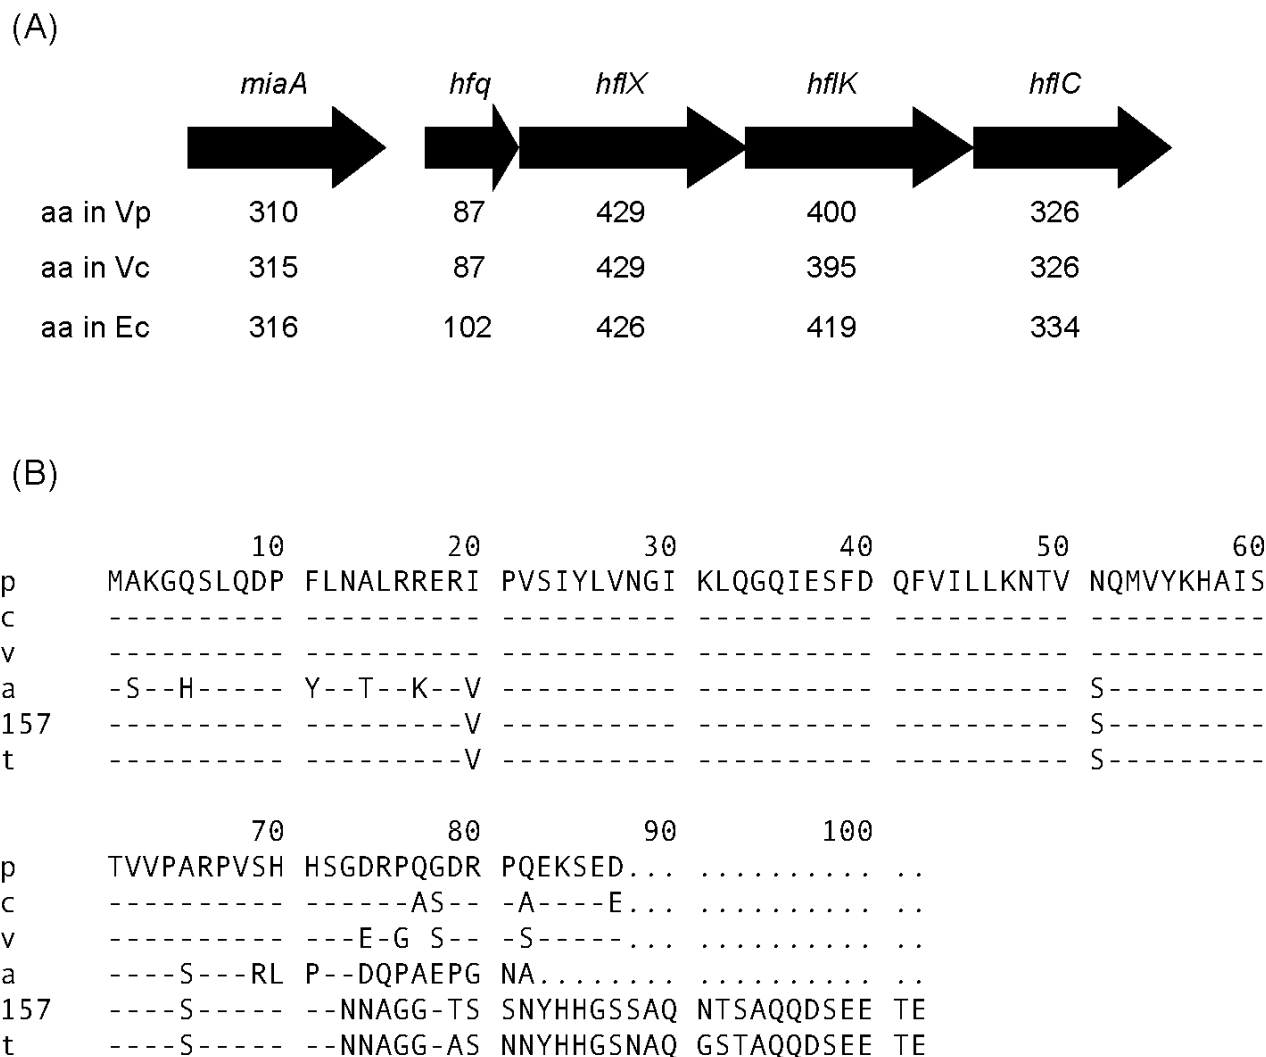 (A)
miaA hfq hflX hflK hflC
aa in Vp 310 87 429 400 326
aa in Vc 315 87 429 395 326
aa in Ec 316 102 426 419 334
(B)
10 20 30 40 50 60
p MAKGQSLQDP FLNALRRERI PVSIYLVNGI KLQGQIESFD QFVILLKNTV NQMVYKHAIS
c ---------- ---------- ---------- ---------- ---------- ----------
v ---------- ---------- ---------- ---------- ---------- ----------
a -S--H----- Y--T--K--V ---------- ---------- ---------- S---------
157 ---------- ---------V ---------- ---------- ---------- S---------
t ---------- ---------V ---------- ---------- ---------- S---------
70 80 90 100
p TVVPARPVSH HSGDRPQGDR PQEKSED... .......... ..
c ---------- ------AS-- -A----E... .......... ..
v ---------- ---E-G S-- -S-----... .......... ..
a ----S---RL P--DQPAEPG NA........ .......... ..
157 ----S----- --NNAGG-TS SNYHHGSSAQ NTSAQQDSEE TE
t ----S----- --NNAGG-AS NNYHHGSNAQ GSTAQQDSEE TE